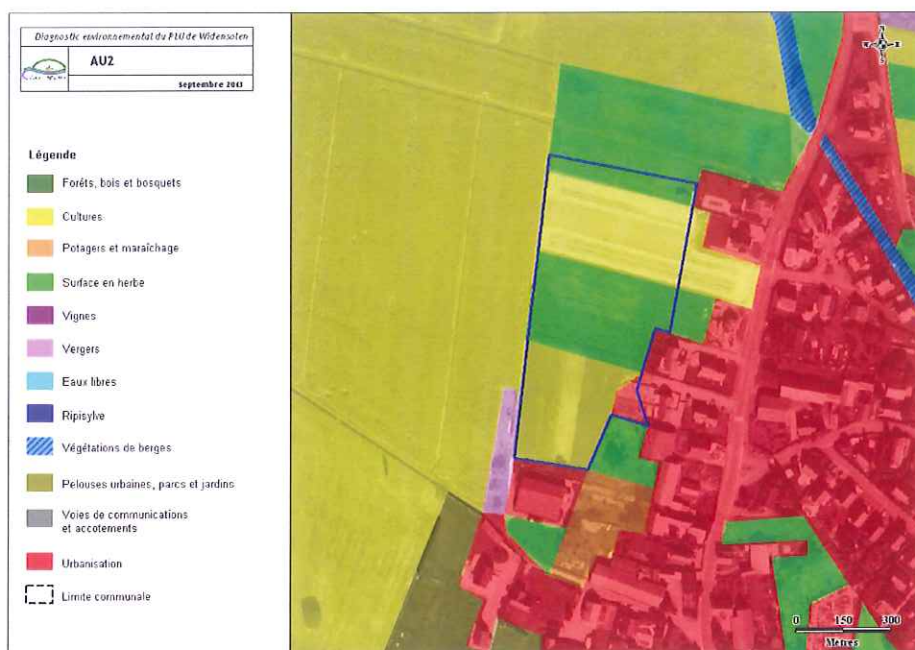 Diagnostic environnemental du PLU de Widensolen
AU2
septembre 2013
Légende
Forêts, bois et bosquets
Cultures
Potagers et maraîchage
Surface en herbe
Vignes
Vergers
Eaux libres
Ripisylve
Végétations de berges
Pelouses urbaines, parcs et jardins
Voies de communications
et accotements
Urbanisation
Limite communale
0 150 300
Mètres